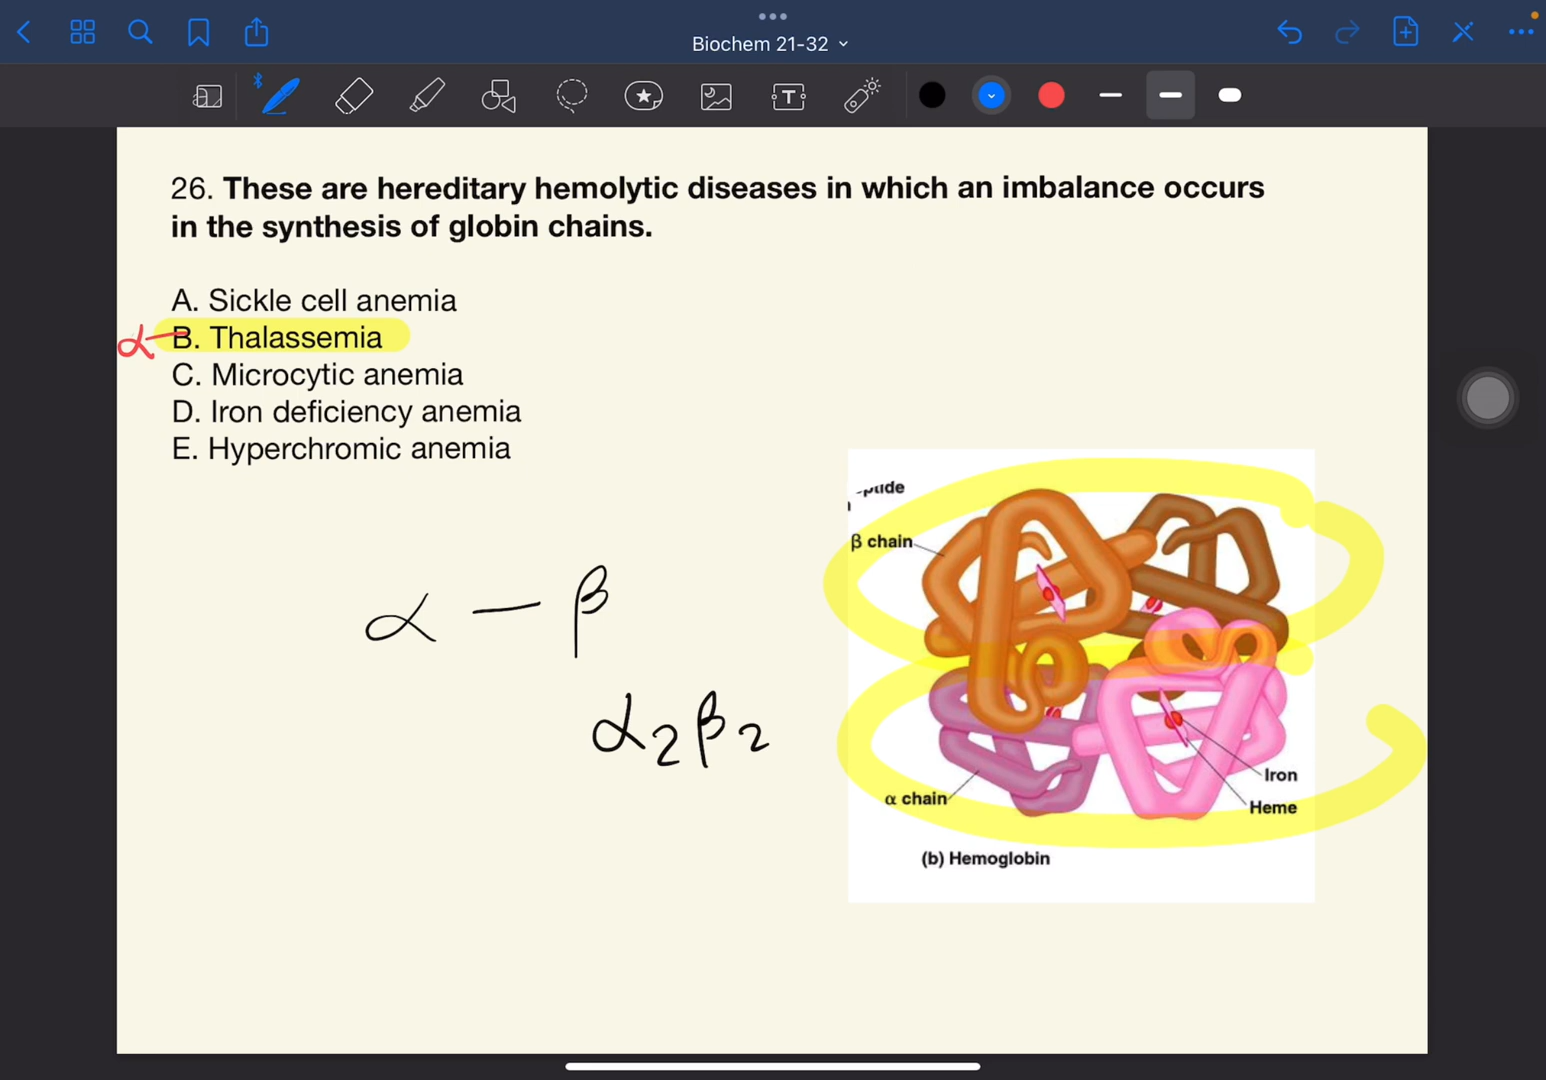 Biochem 21-32
T
26. These are hereditary hemolytic diseases in which an imbalance occurs
in the synthesis of globin chains.
A. Sickle cell anemia
α— B. Thalassemia
C. Microcytic anemia
D. Iron deficiency anemia
E. Hyperchromic anemia
β chain
α — β
α₂β₂
Iron
α chain
Heme
(b) Hemoglobin